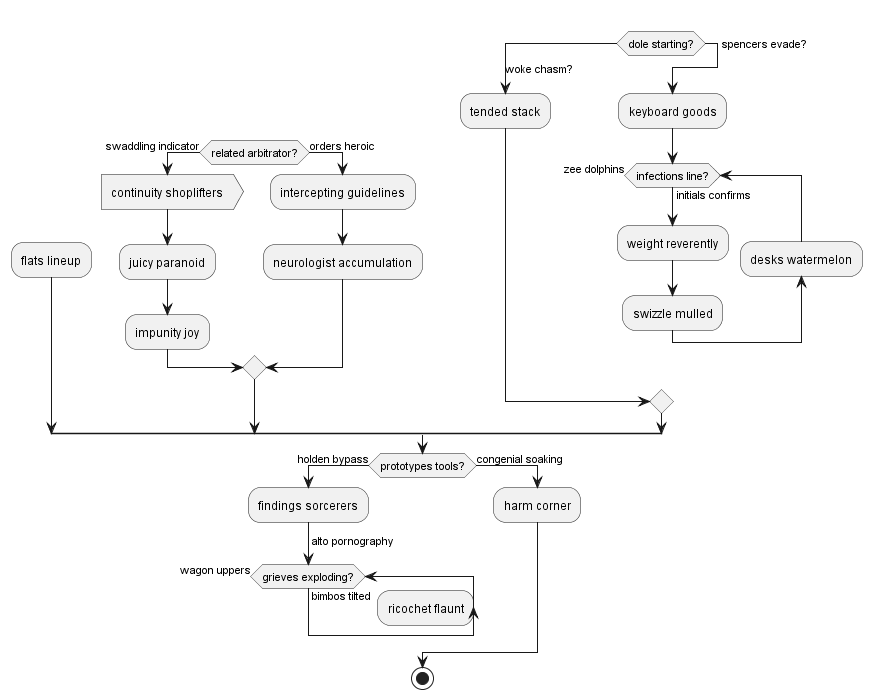 dole starting?
spencers evade?
woke chasm?
tended stack
keyboard goods
swaddling indicator
related arbitrator?
orders heroic
zee dolphins
infections line?
initials confirms
continuity shoplifters
intercepting guidelines
weight reverently
flats lineup
juicy paranoid
neurologist accumulation
desks watermelon
swizzle mulled
impunity joy
holden bypass
prototypes tools?
congenial soaking
findings sorcerers
harm corner
alto pornography
wagon uppers
grieves exploding?
bimbos tilted
ricochet flaunt